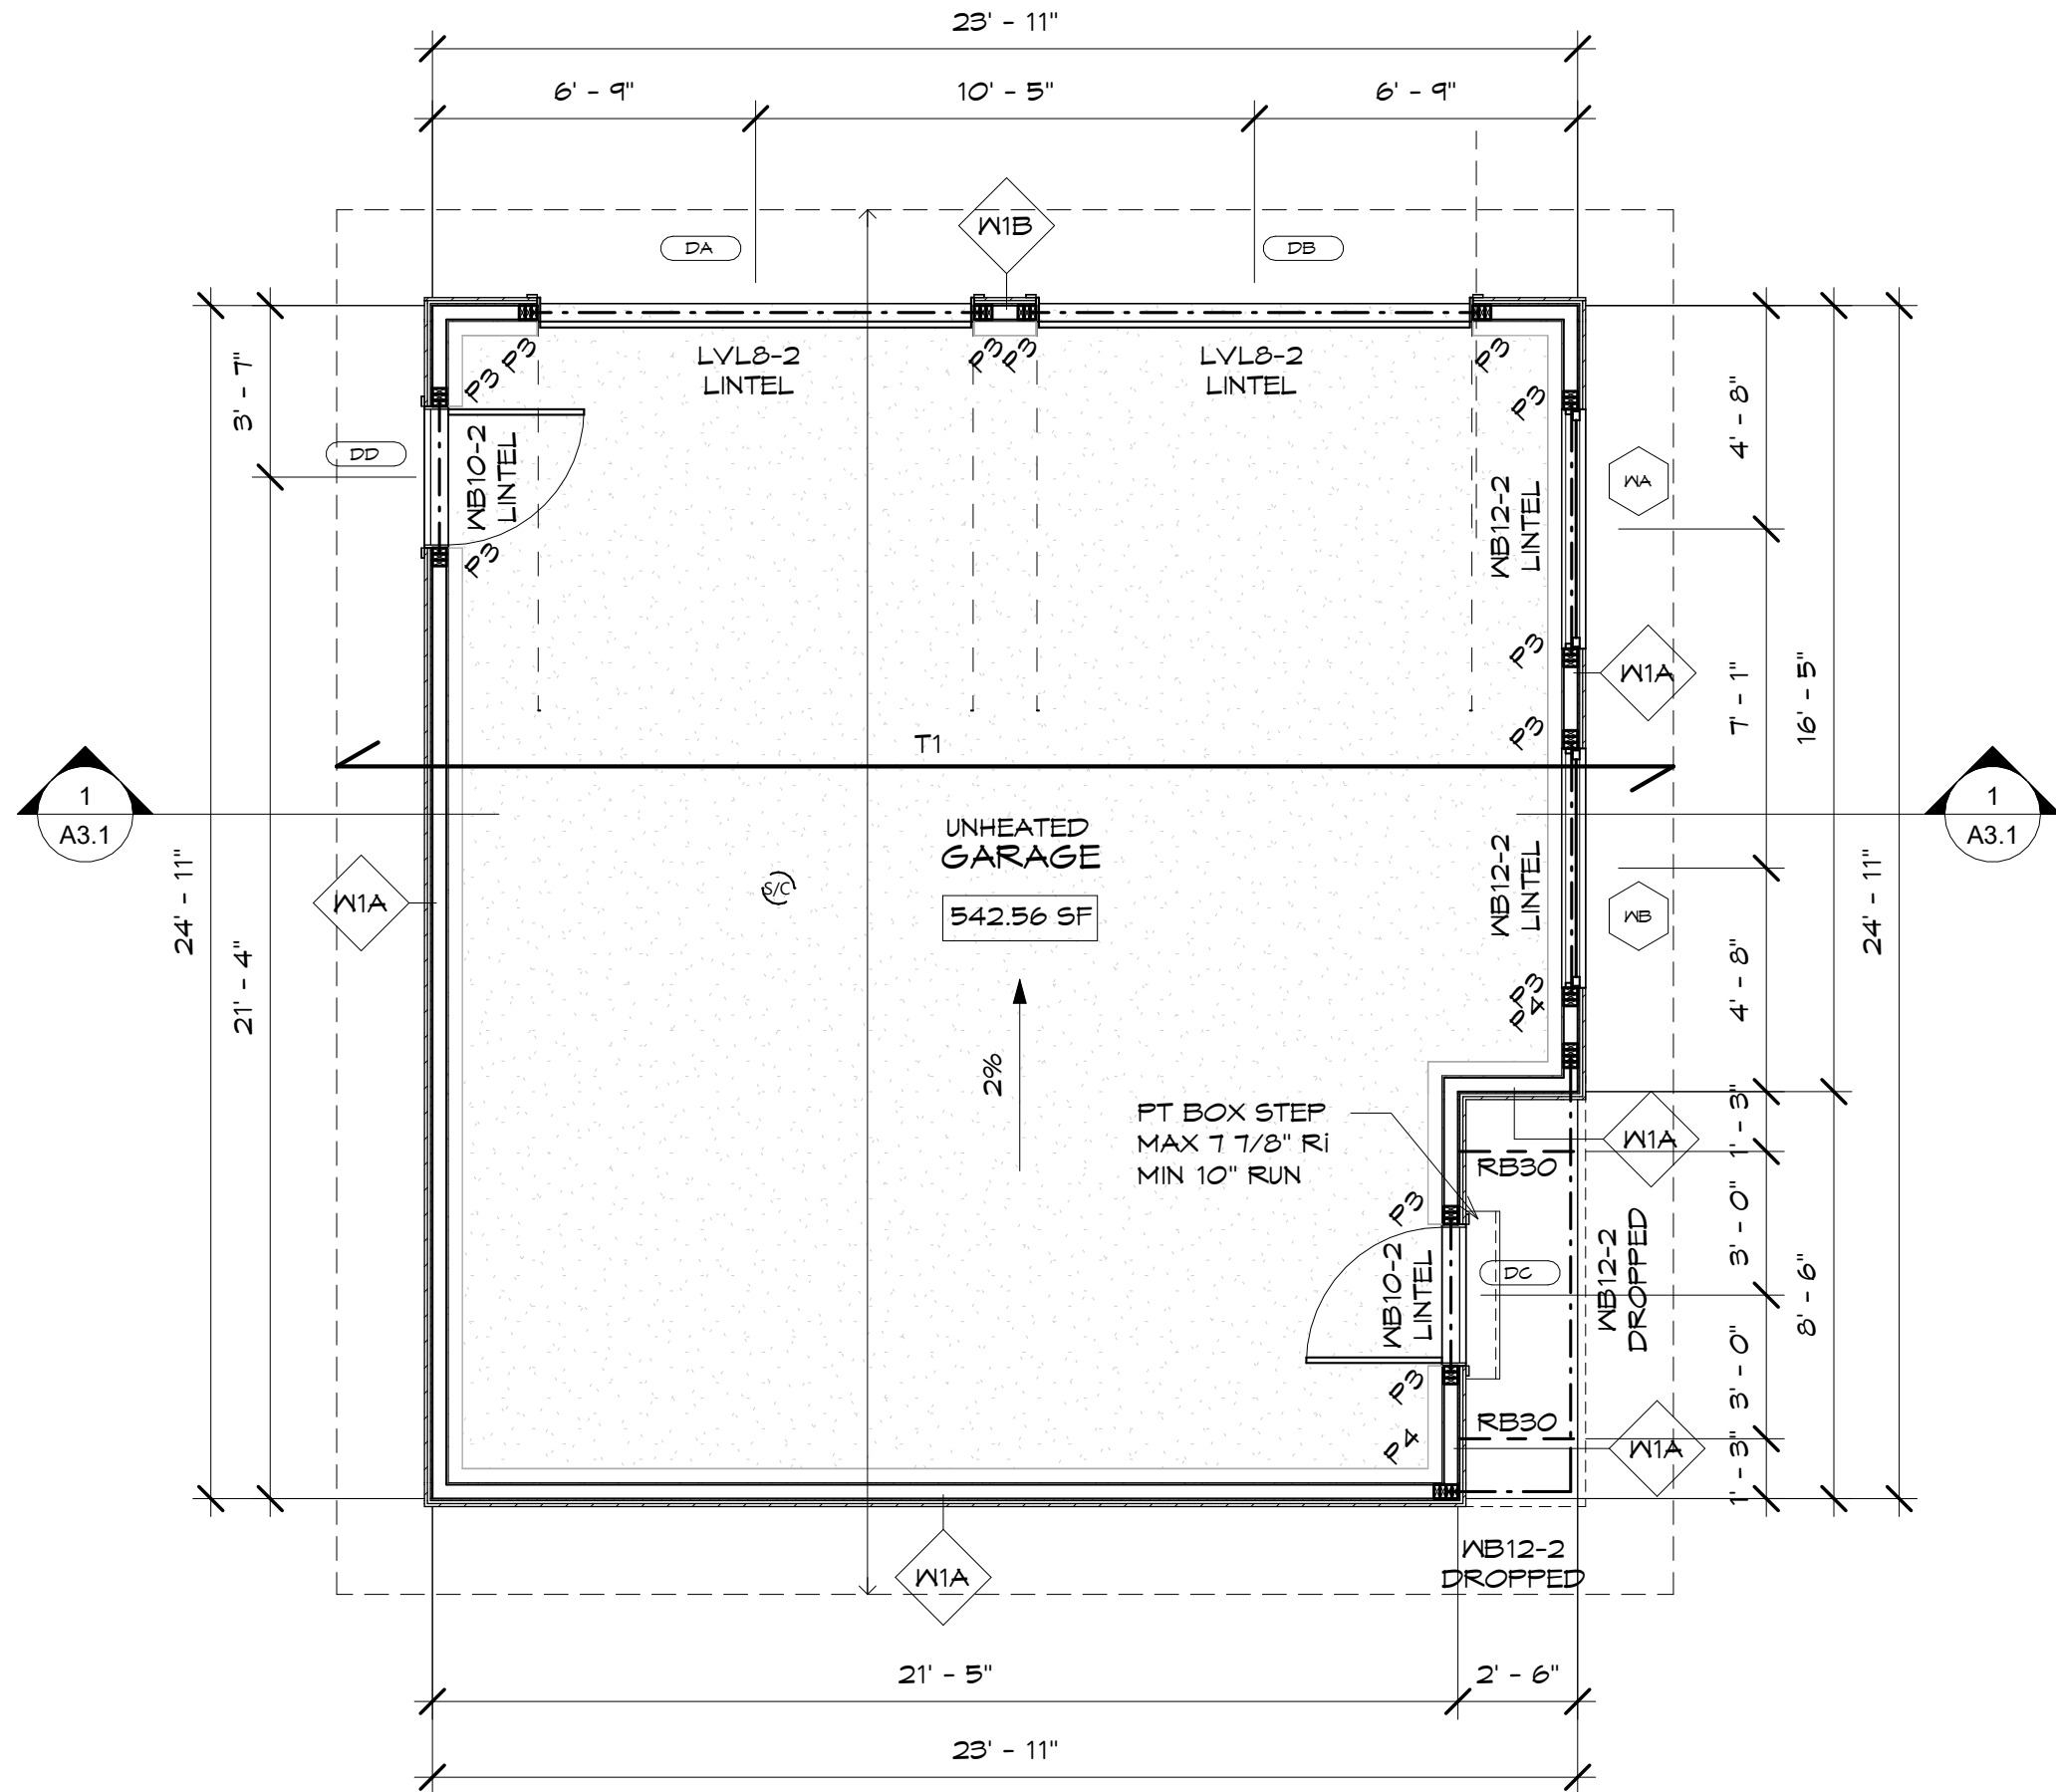 23' - 11"
6' - 9"
10' - 5"
6' - 9"
W1B
DA
DB
3' - 7"
P3
P3
P3
P3
P3
LVL8-2
LINTEL
LVL8-2
LINTEL
P3
4' - 8"
DD
WB10-2
LINTEL
WB12-2
LINTEL
WA
P3
P3
W1A
7' - 1"
16' - 5"
P3
T1
1
A3.1
1
A3.1
UNHEATED
GARAGE
S/C
542.56 SF
WB12-2
LINTEL
WB
24' - 11"
21' - 4"
W1A
24' - 11"
4' - 8"
P3
P4
2%
PT BOX STEP
MAX 7 7/8" Ri
MIN 10" RUN
W1A
1' - 3"
RB30
P3
WB10-2
LINTEL
DC
WB12-2
DROPPED
3' - 0"
8' - 6"
3' - 0"
P3
P4
RB30
W1A
1' - 3"
WB12-2
DROPPED
W1A
21' - 5"
2' - 6"
23' - 11"